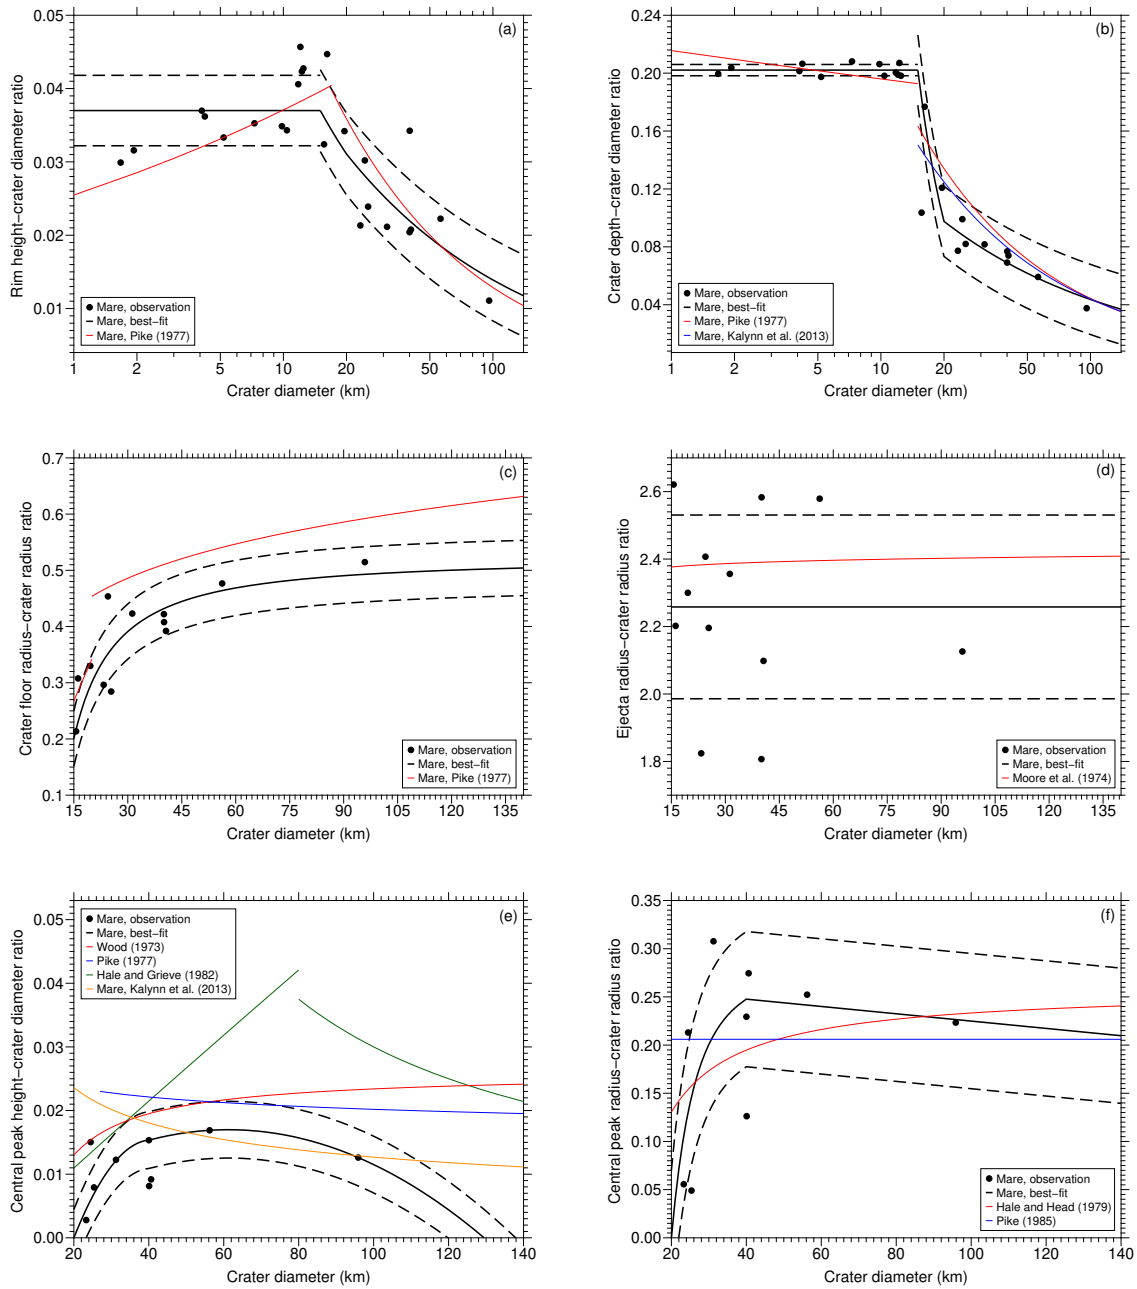 (a)
Rim height−crater diameter ratio
0.05
0.04
0.03
0.02
0.01
Mare, observation
Mare, best−fit
Mare, Pike (1977)
1 2 5 10 20 50 100
Crater diameter (km)
(b)
Crater depth−crater diameter ratio
0.24
0.20
0.16
0.12
0.08
0.04
Mare, observation
Mare, best−fit
Mare, Pike (1977)
Mare, Kalynn et al. (2013)
1 2 5 10 20 50 100
Crater diameter (km)
(c)
Crater floor radius−crater radius ratio
0.7
0.6
0.5
0.4
0.3
0.2
0.1
Mare, observation
Mare, best−fit
Mare, Pike (1977)
15 30 45 60 75 90 105 120 135
Crater diameter (km)
(d)
Ejecta radius−crater radius ratio
2.6
2.4
2.2
2.0
1.8
Mare, observation
Mare, best−fit
Moore et al. (1974)
15 30 45 60 75 90 105 120 135
Crater diameter (km)
(e)
Central peak height−crater diameter ratio
0.05
0.04
0.03
0.02
0.01
0.00
Mare, observation
Mare, best−fit
Wood (1973)
Pike (1977)
Hale and Grieve (1982)
Mare, Kalynn et al. (2013)
20 40 60 80 100 120 140
Crater diameter (km)
(f)
Central peak radius−crater radius ratio
0.35
0.30
0.25
0.20
0.15
0.10
0.05
0.00
Mare, observation
Mare, best−fit
Hale and Head (1979)
Pike (1985)
20 40 60 80 100 120 140
Crater diameter (km)